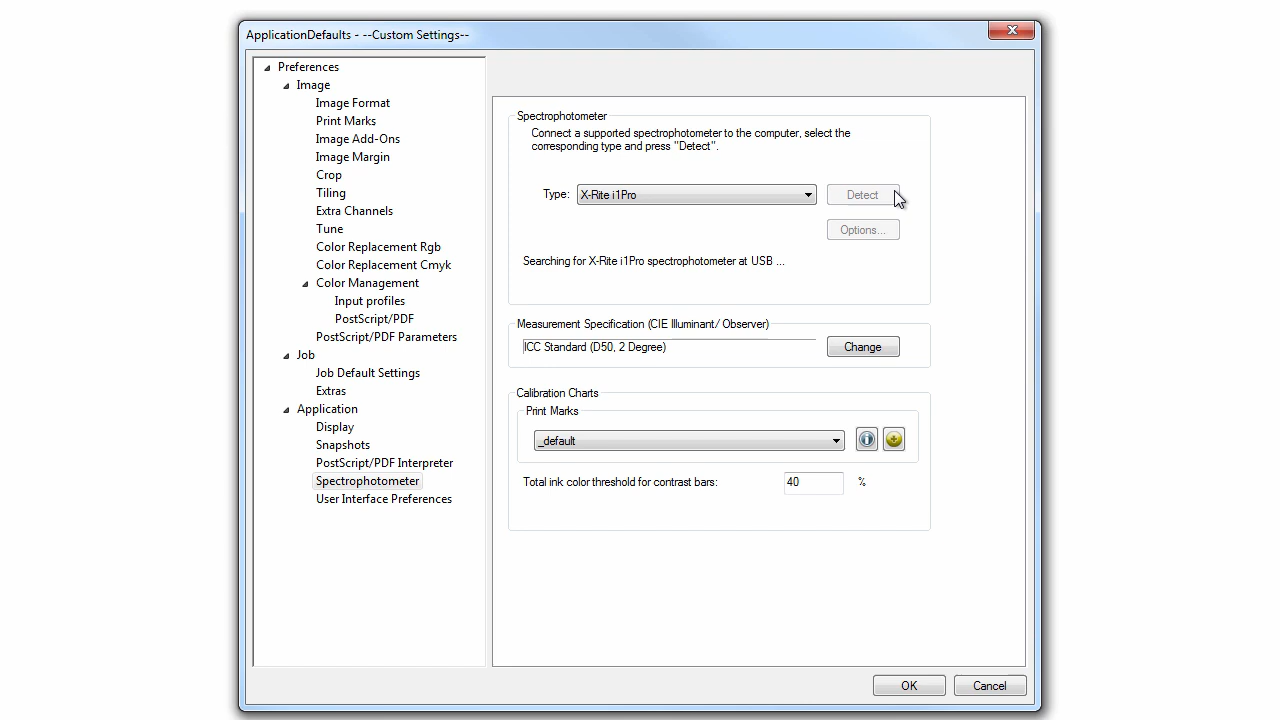 ApplicationDefaults - --Custom Settings--
Preferences
Image
Image Format
Print Marks
Image Add-Ons
Image Margin
Crop
Tiling
Extra Channels
Tune
Color Replacement Rgb
Color Replacement Cmyk
Color Management
Input profiles
PostScript/PDF
PostScript/PDF Parameters
Job
Job Default Settings
Extras
Application
Display
Snapshots
PostScript/PDF Interpreter
Spectrophotometer
User Interface Preferences
Spectrophotometer
Connect a supported spectrophotometer to the computer, select the
corresponding type and press "Detect".
Type: X-Rite i1Pro Detect
Options...
Searching for X-Rite i1Pro spectrophotometer at USB ...
Measurement Specification (CIE Illuminant/ Observer)
ICC Standard (D50, 2 Degree) Change
Calibration Charts
Print Marks
_default
Total ink color threshold for contrast bars: 40 %
OK Cancel